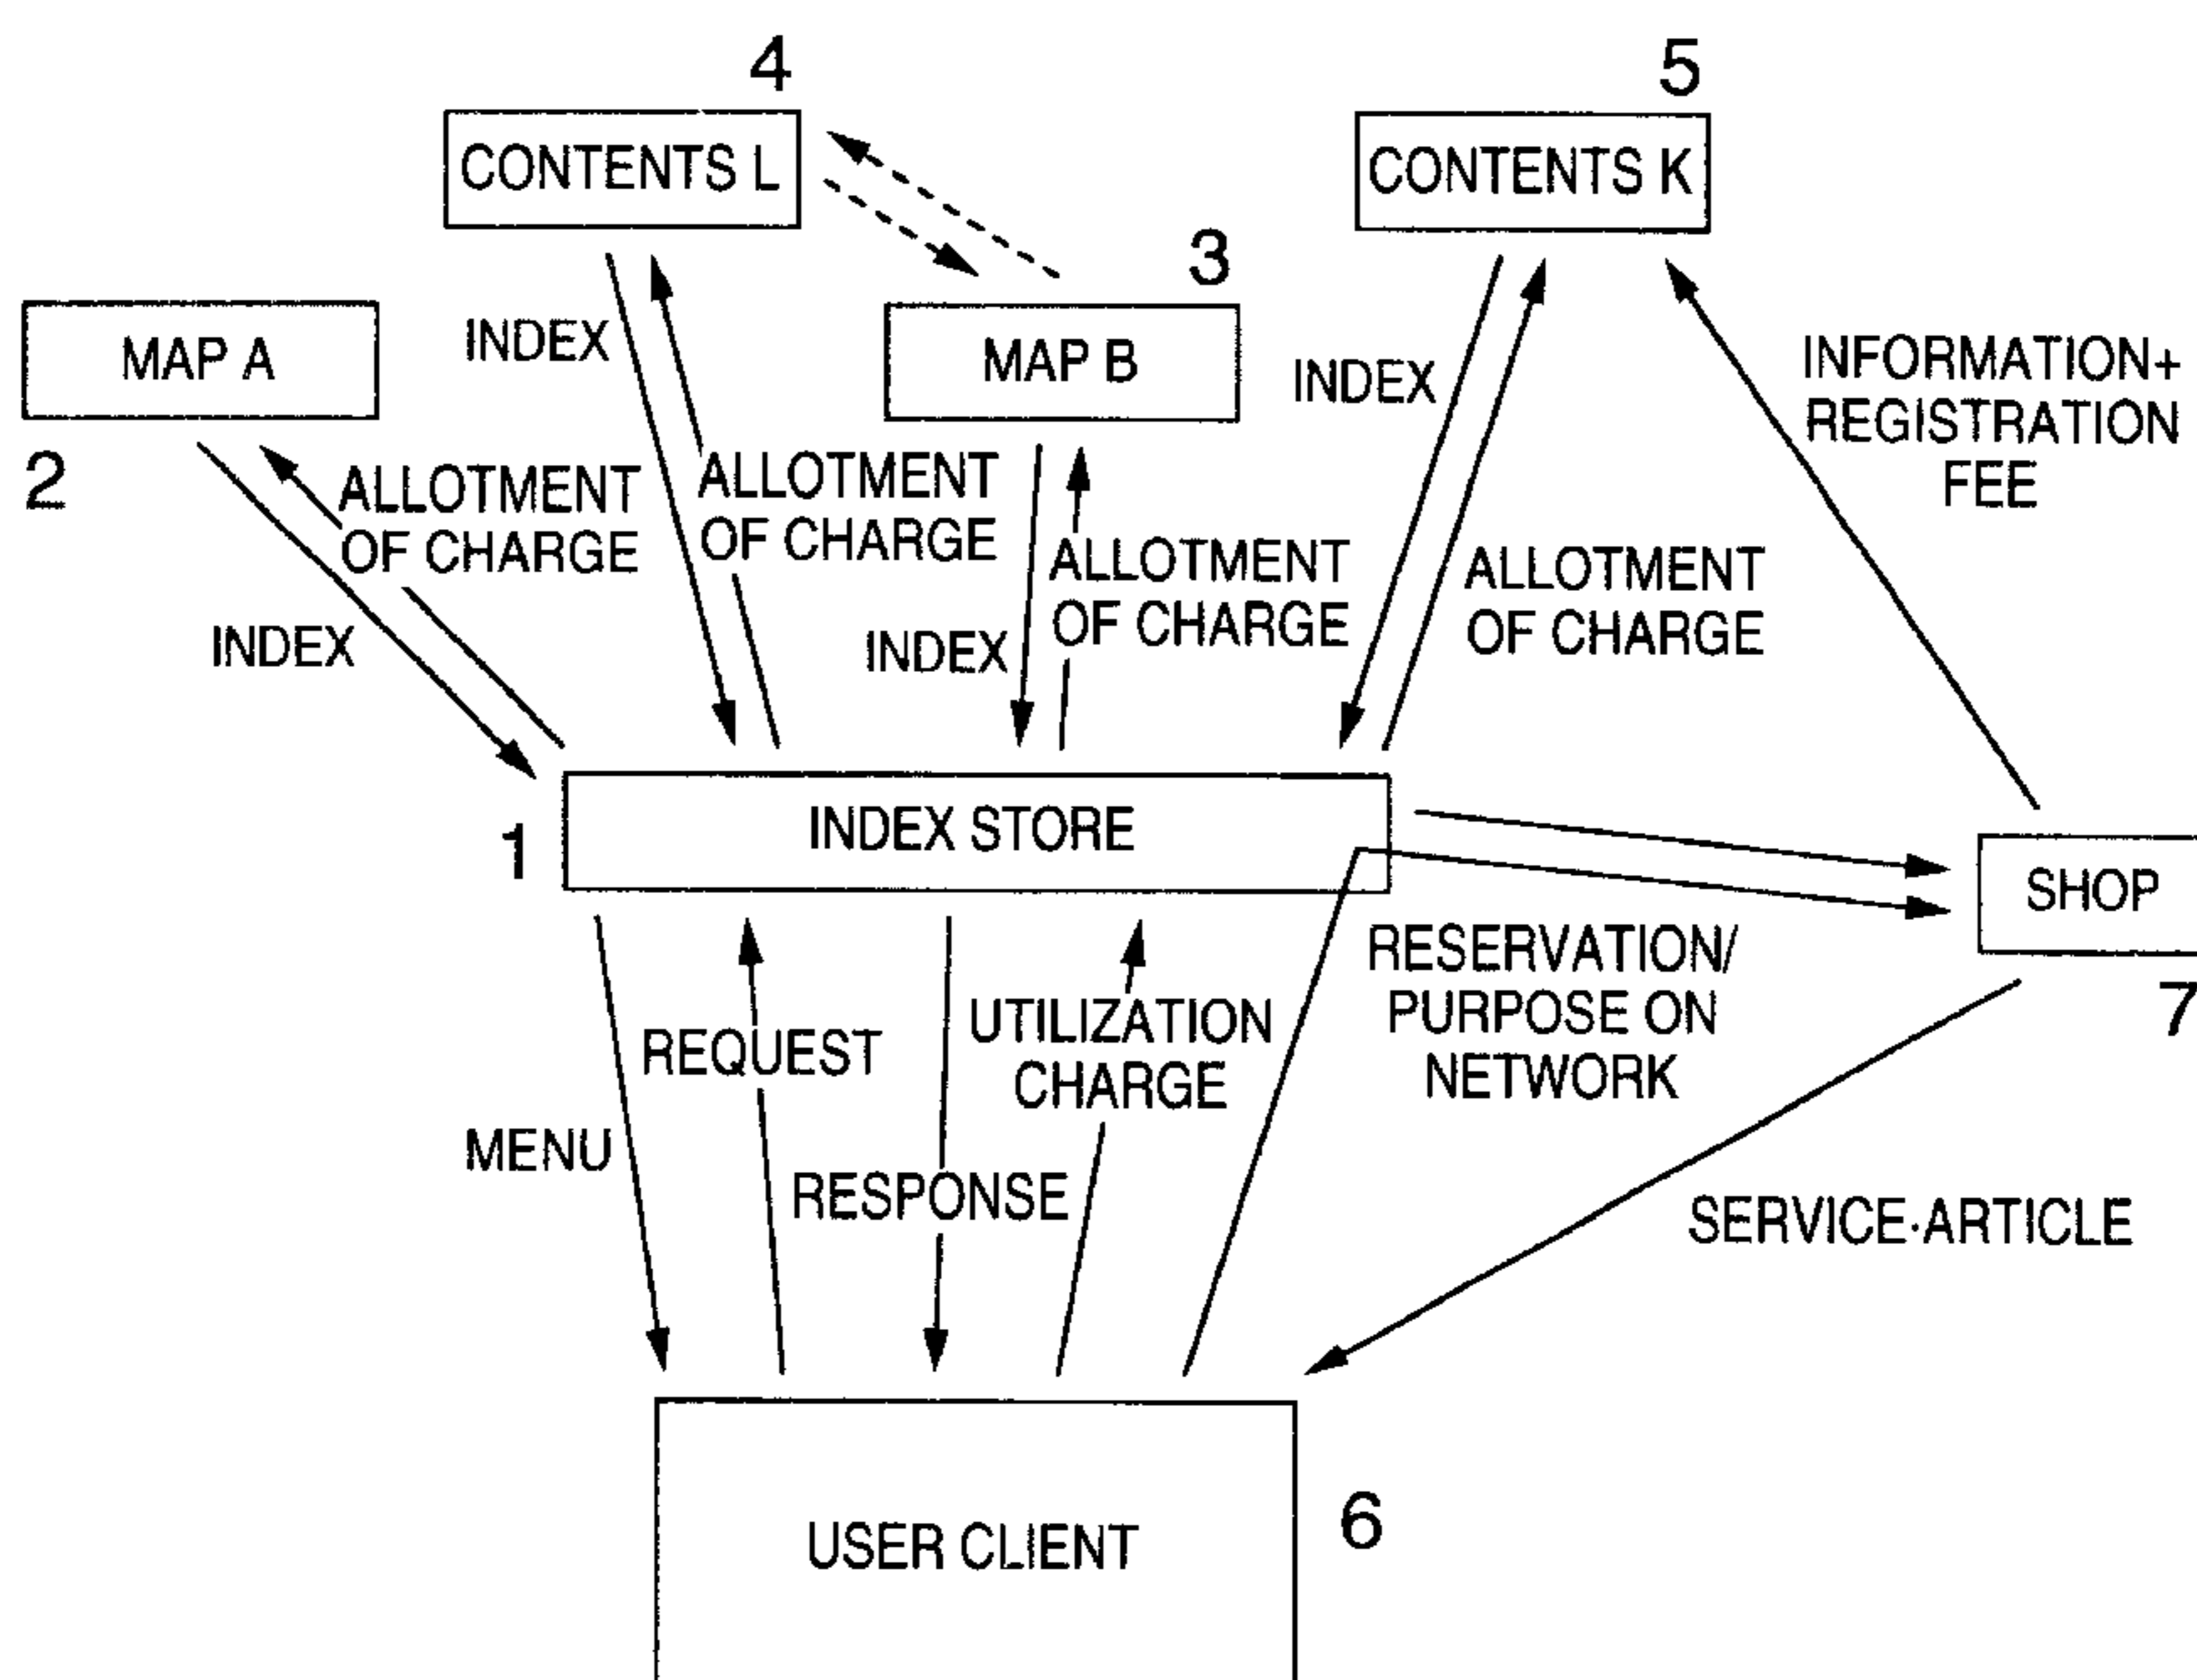 4
5
CONTENTS L
CONTENTS K
3
MAP A
INDEX
MAP B
INDEX
INFORMATION+
REGISTRATION
FEE
2
ALLOTMENT
OF CHARGE
ALLOTMENT
OF CHARGE
ALLOTMENT
OF CHARGE
ALLOTMENT
OF CHARGE
INDEX
INDEX
1
INDEX STORE
SHOP
7
RESERVATION/
PURPOSE ON
NETWORK
REQUEST
UTILIZATION
CHARGE
MENU
RESPONSE
SERVICE·ARTICLE
6
USER CLIENT